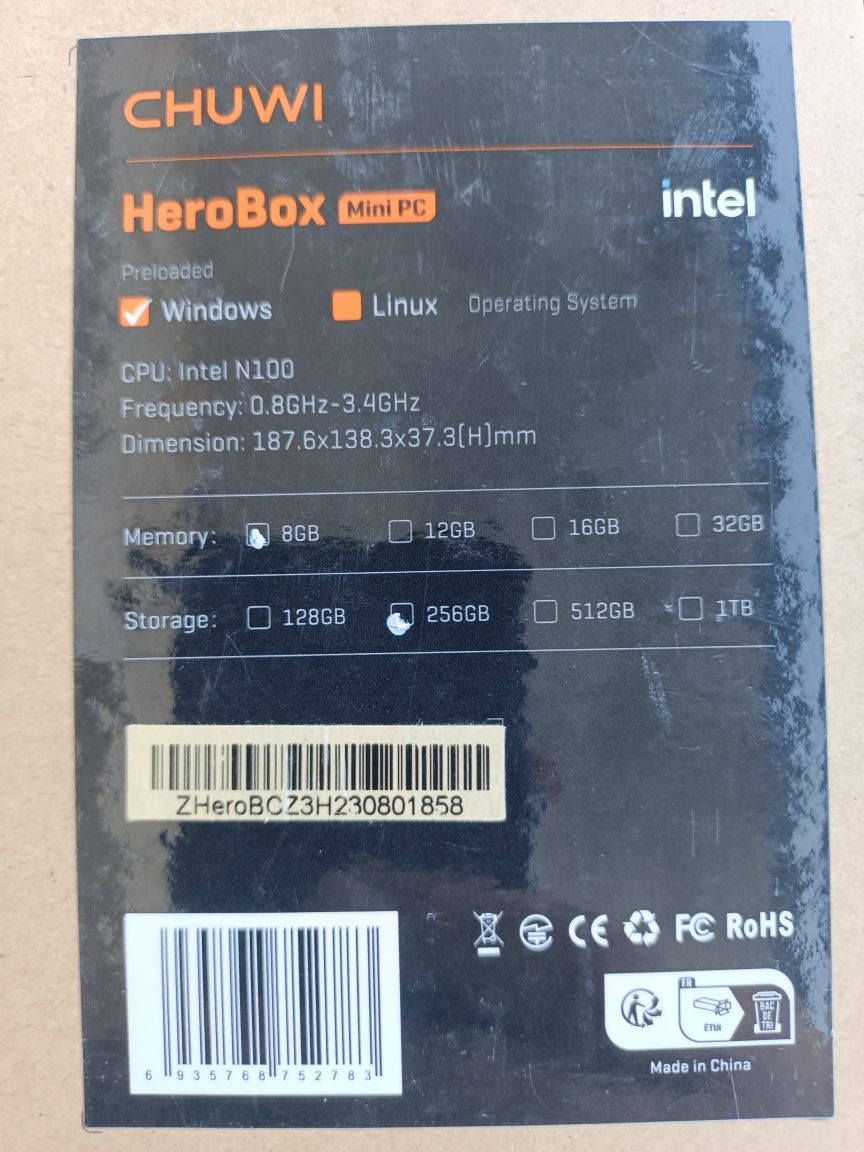 CHUWI
HeroBox Mini PC
intel
Preloaded
Windows Linux Operating System
CPU: Intel N100
Frequency: 0.8GHz-3.4GHz
Dimension: 187.6x138.3x37.3(H)mm
Memory: 8GB 12GB 16GB 32GB
Storage: 128GB 256GB 512GB 1TB
ZHeroBCZ3H230801858
CE FC RoHS
FR
ÉTUI
BAC
DE
TRI
6 935768 752783
Made in China